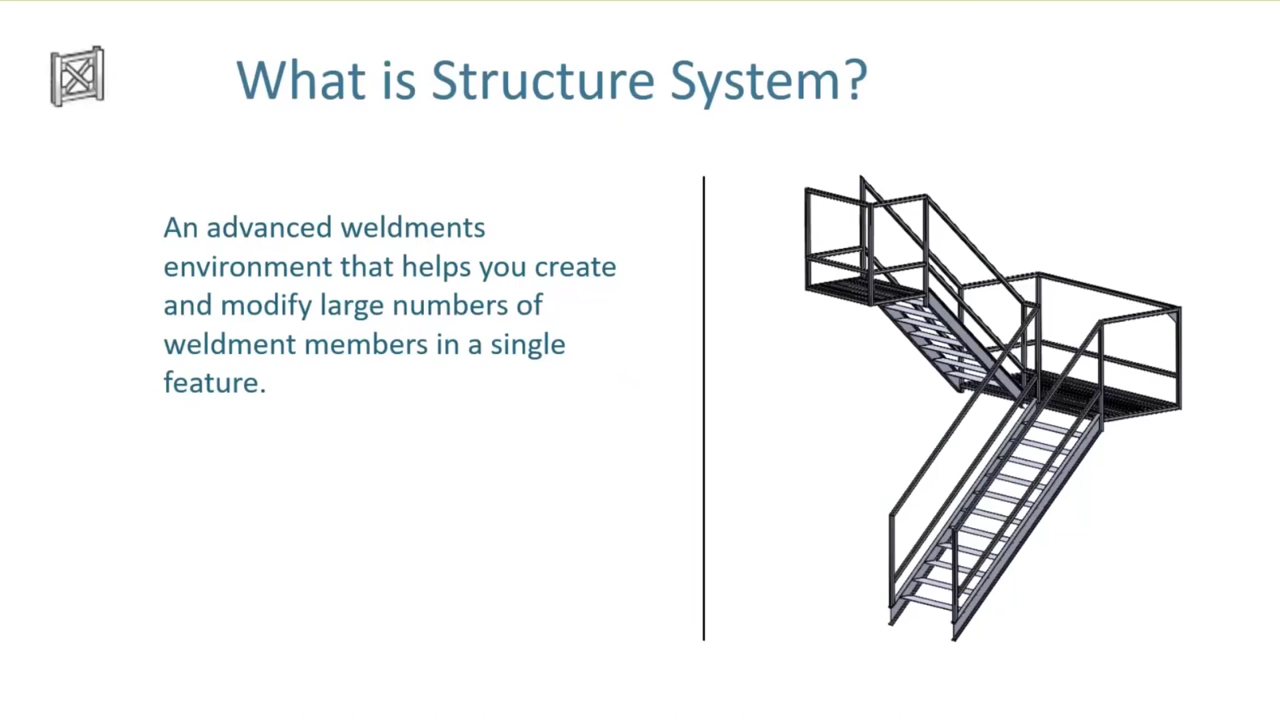 What is Structure System?
An advanced weldments
environment that helps you create
and modify large numbers of
weldment members in a single
feature.